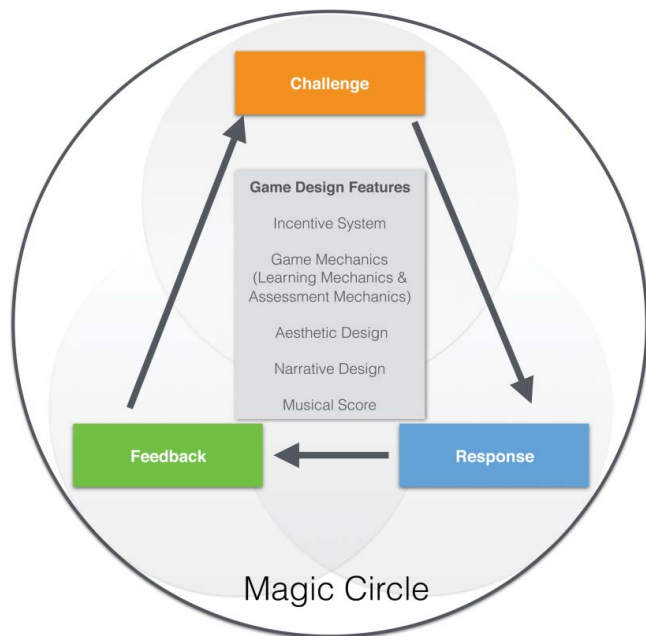 Challenge
Game Design Features
Incentive System
Game Mechanics
(Learning Mechanics &
Assessment Mechanics)
Aesthetic Design
Narrative Design
Musical Score
Feedback
Response
Magic Circle